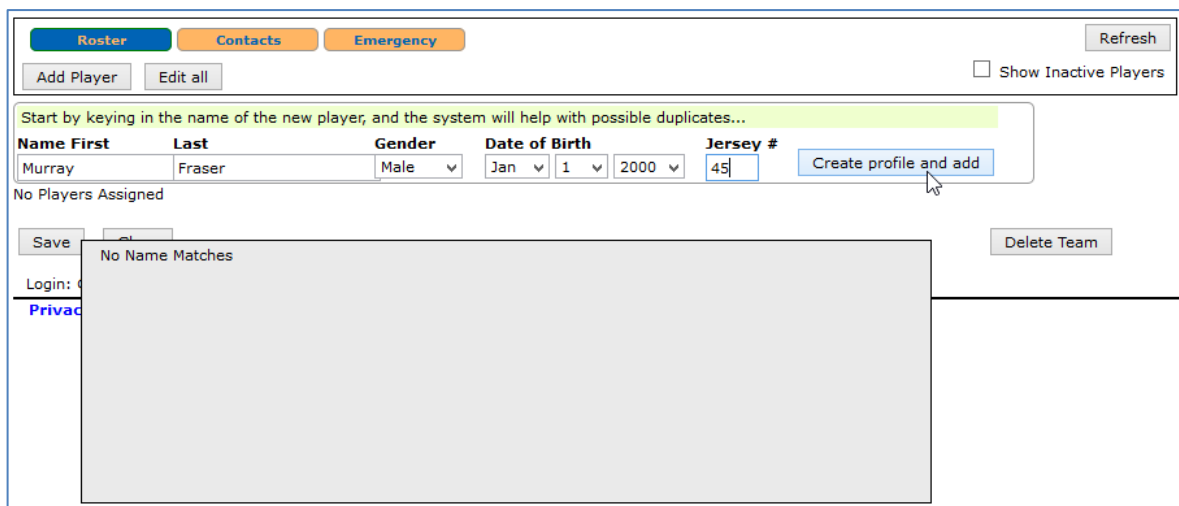 Roster Contacts Emergency Refresh
Add Player Edit all Show Inactive Players
Start by keying in the name of the new player, and the system will help with possible duplicates...
Name First Last Gender Date of Birth Jersey #
Murray Fraser Male Jan 1 2000 45 Create profile and add
No Players Assigned
Save Delete Team
No Name Matches
Login:
Privac